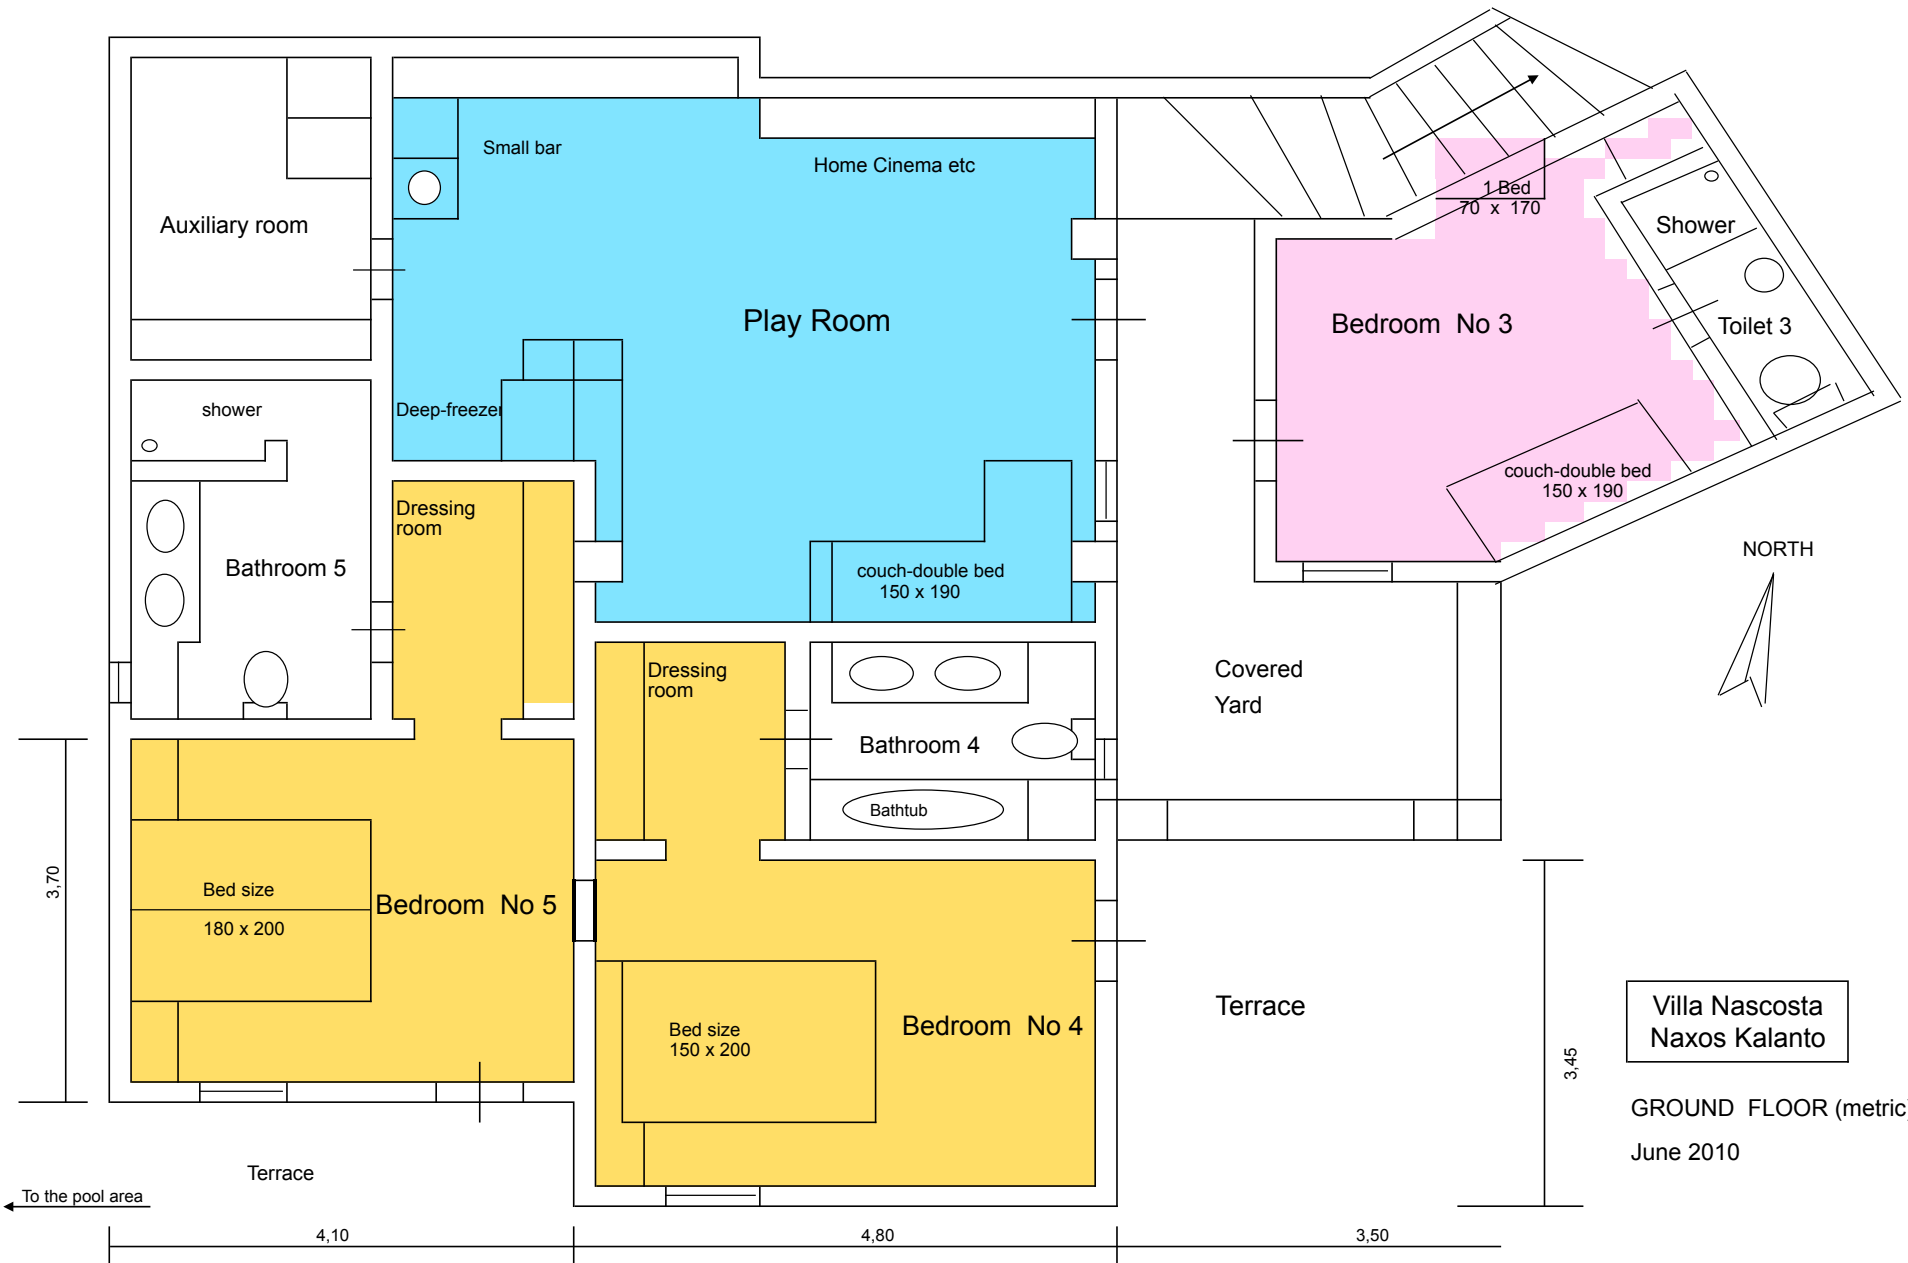 Small bar
Home Cinema etc
1 Bed
70 x 170
Auxiliary room
Shower
Play Room
Bedroom No 3
Toilet 3
shower
Deep-freezer
couch-double bed
150 x 190
Dressing
room
Bathroom 5
couch-double bed
150 x 190
NORTH
Dressing
room
Covered
Yard
Bathroom 4
Bathtub
3,70
Bed size
180 x 200
Bedroom No 5
Bed size
150 x 200
Bedroom No 4
Terrace
Villa Nascosta
Naxos Kalanto
3,45
GROUND FLOOR (metric)
June 2010
Terrace
To the pool area
4,10
4,80
3,50